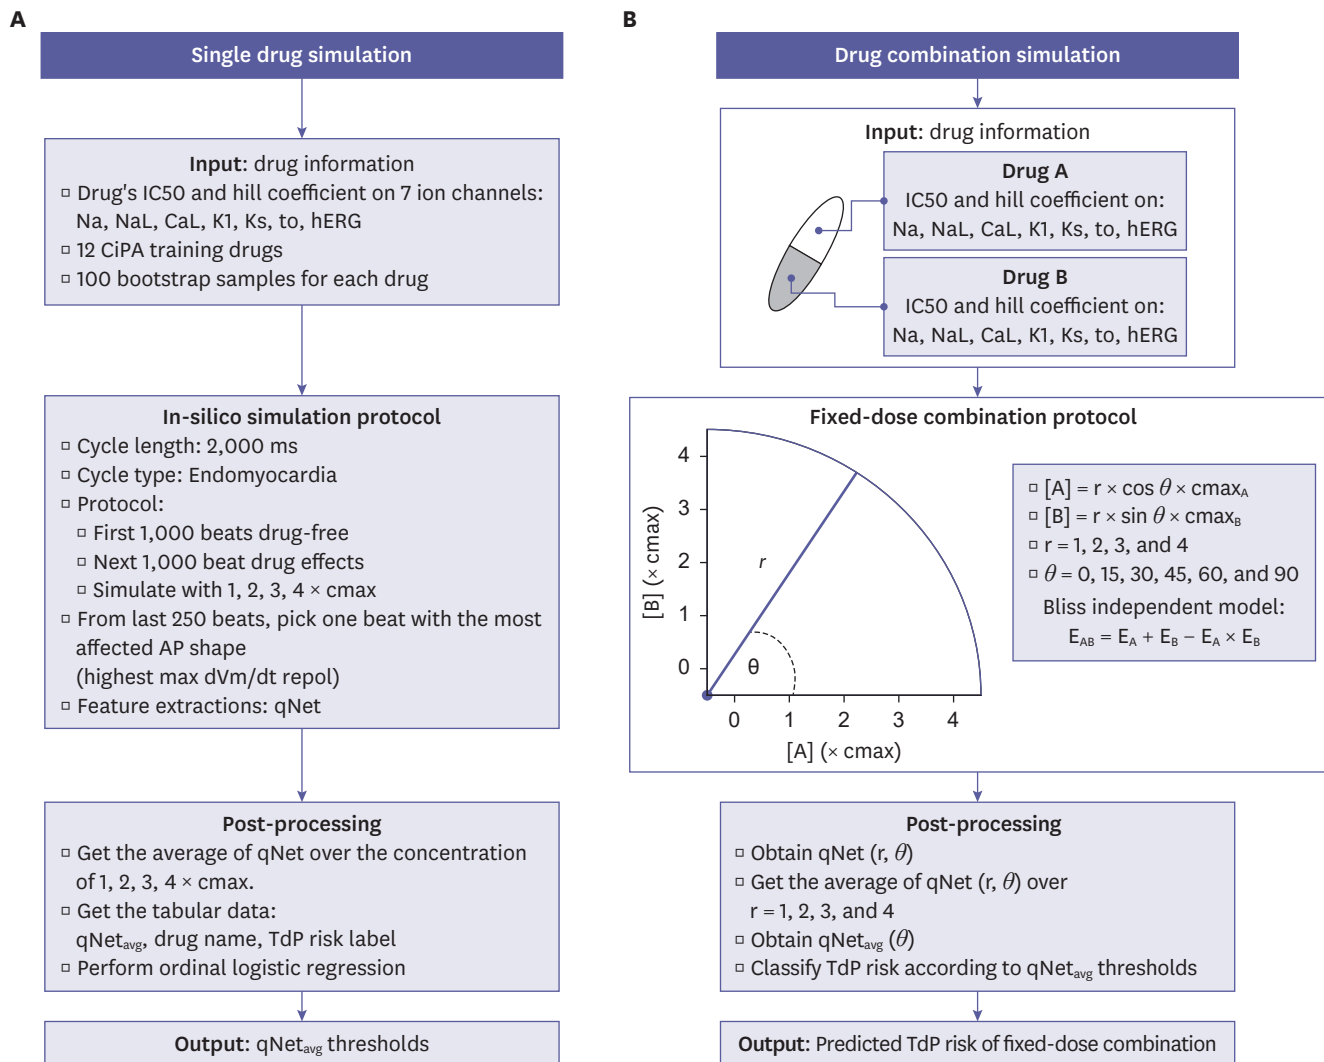 A
Single drug simulation
Input: drug information
▫ Drug's IC50 and hill coefficient on 7 ion channels:
Na, NaL, CaL, K1, Ks, to, hERG
▫ 12 CiPA training drugs
▫ 100 bootstrap samples for each drug
In-silico simulation protocol
▫ Cycle length: 2,000 ms
▫ Cycle type: Endomyocardia
▫ Protocol:
▫ First 1,000 beats drug-free
▫ Next 1,000 beat drug effects
▫ Simulate with 1, 2, 3, 4 × cmax
▫ From last 250 beats, pick one beat with the most
affected AP shape
(highest max dVm/dt repol)
▫ Feature extractions: qNet
Post-processing
▫ Get the average of qNet over the concentration
of 1, 2, 3, 4 × cmax.
▫ Get the tabular data:
qNetavg, drug name, TdP risk label
▫ Perform ordinal logistic regression
Output: qNetavg thresholds
B
Drug combination simulation
Input: drug information
Drug A
IC50 and hill coefficient on:
Na, NaL, CaL, K1, Ks, to, hERG
Drug B
IC50 and hill coefficient on:
Na, NaL, CaL, K1, Ks, to, hERG
Fixed-dose combination protocol
4
3
2
1
0
[B] (× cmax)
r
θ
0 1 2 3 4
[A] (× cmax)
▫ [A] = r × cos θ × cmaxA
▫ [B] = r × sin θ × cmaxB
▫ r = 1, 2, 3, and 4
▫ θ = 0, 15, 30, 45, 60, and 90
Bliss independent model:
EAB = EA + EB − EA × EB
Post-processing
▫ Obtain qNet (r, θ)
▫ Get the average of qNet (r, θ) over
r = 1, 2, 3, and 4
▫ Obtain qNetavg (θ)
▫ Classify TdP risk according to qNetavg thresholds
Output: Predicted TdP risk of fixed-dose combination